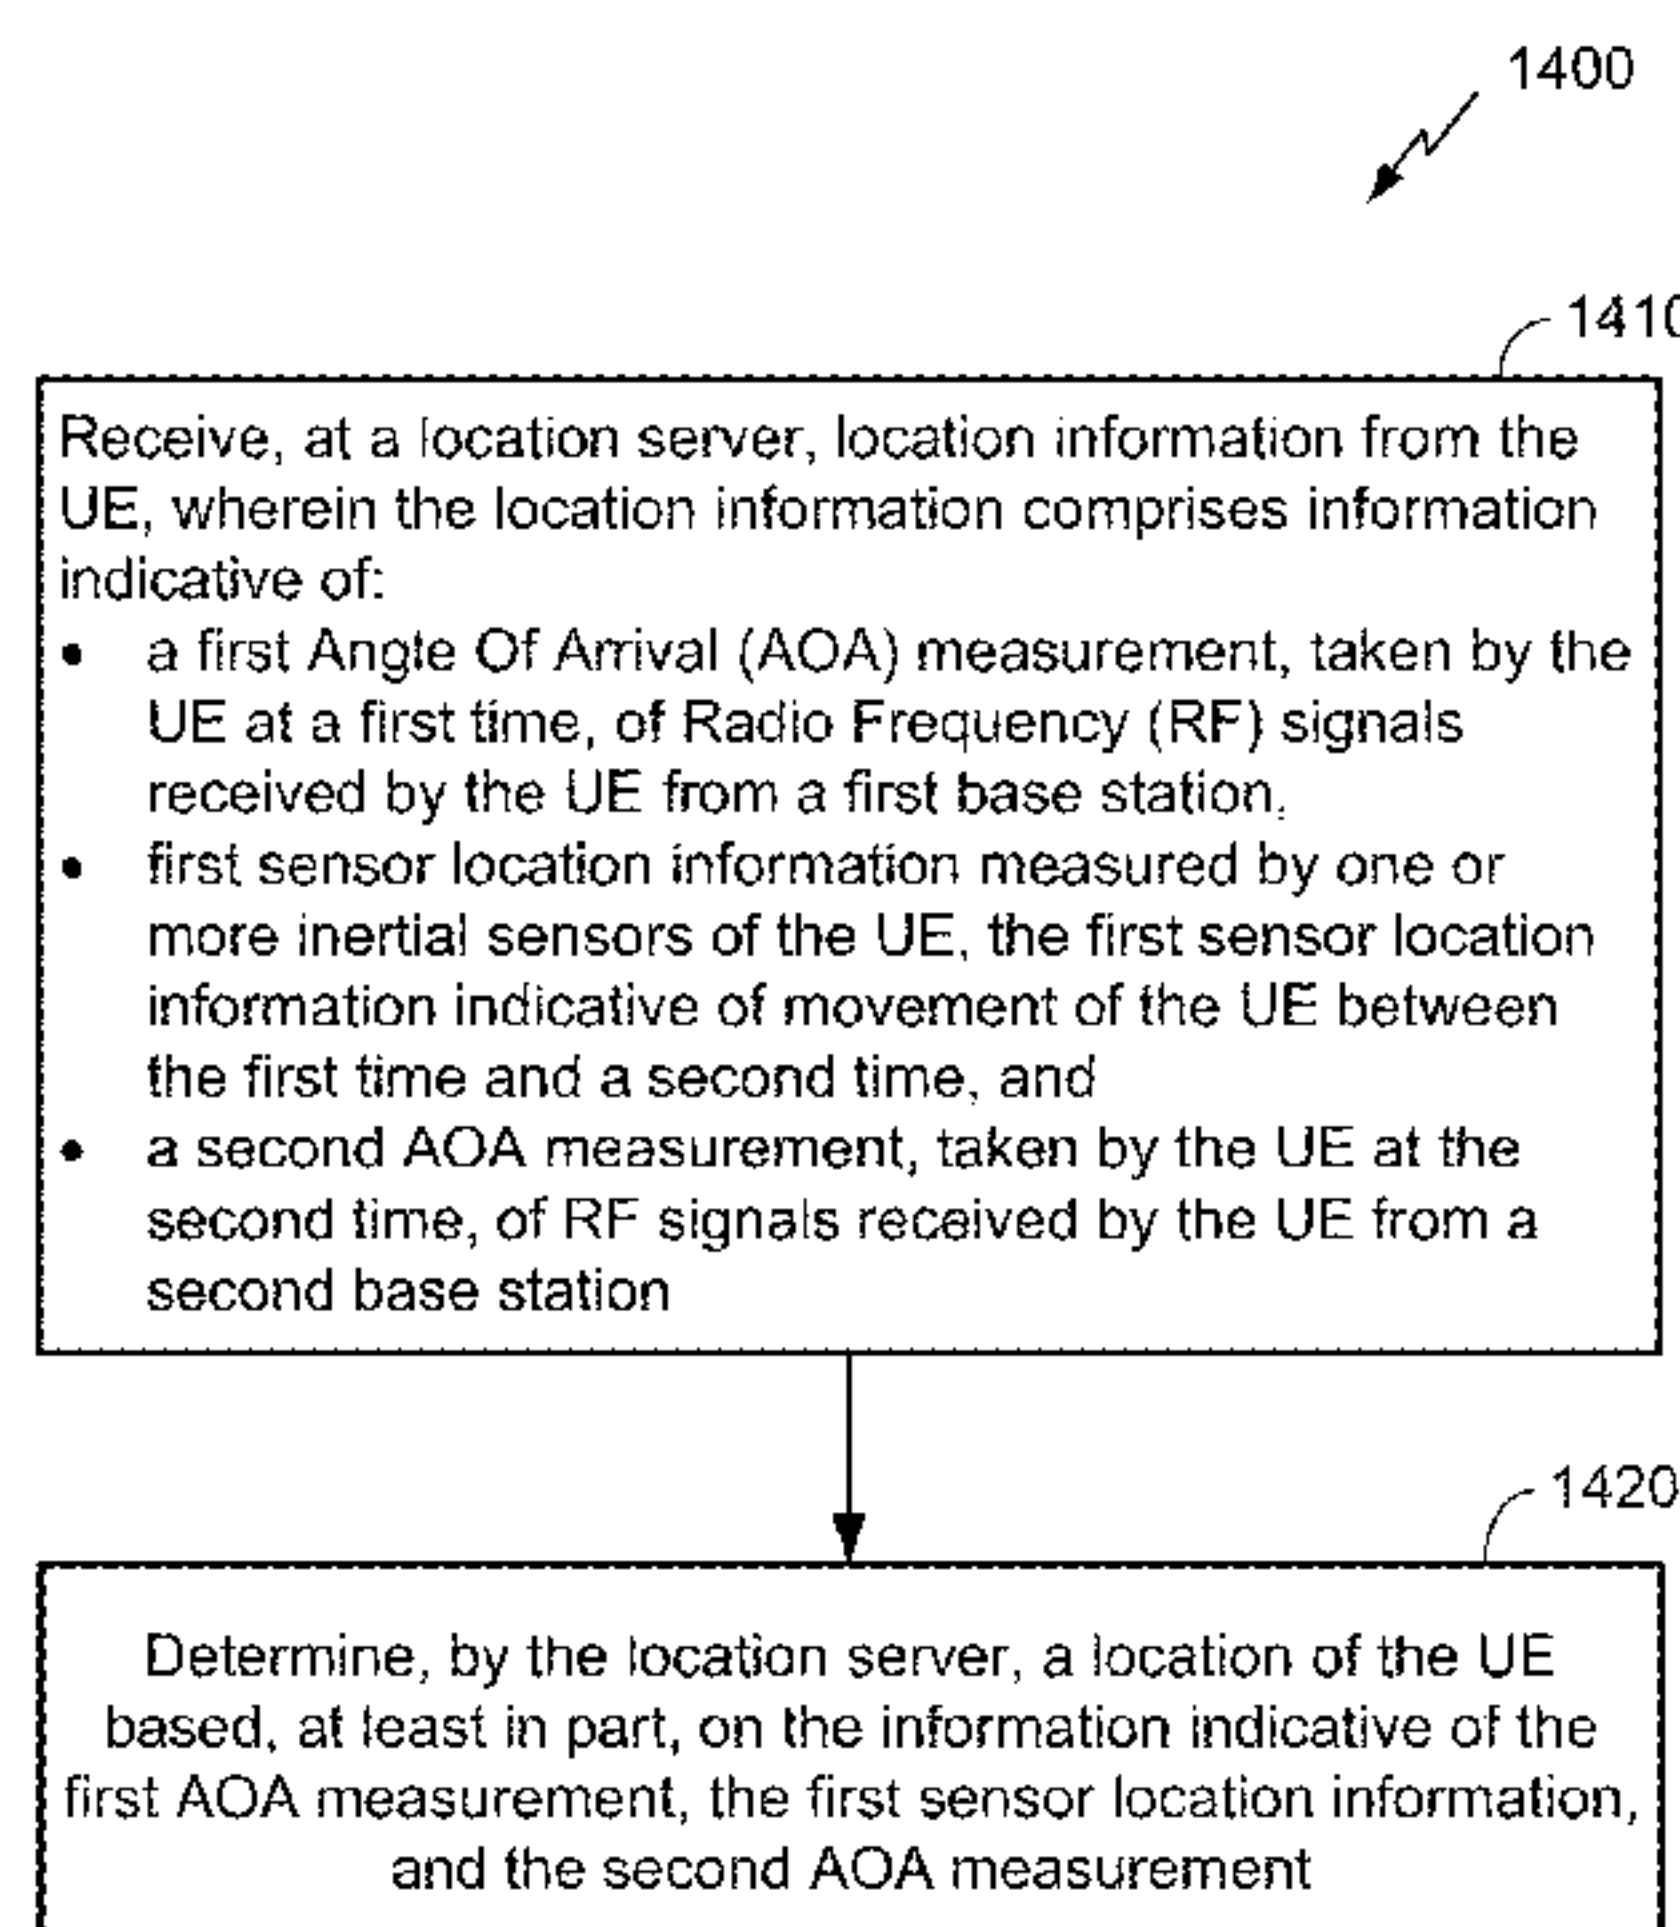 1400
1410
Receive, at a location server, location information from the
UE, wherein the location information comprises information
indicative of:
• a first Angle Of Arrival (AOA) measurement, taken by the
UE at a first time, of Radio Frequency (RF) signals
received by the UE from a first base station,
• first sensor location information measured by one or
more inertial sensors of the UE, the first sensor location
information indicative of movement of the UE between
the first time and a second time, and
• a second AOA measurement, taken by the UE at the
second time, of RF signals received by the UE from a
second base station
1420
Determine, by the location server, a location of the UE
based, at least in part, on the information indicative of the
first AOA measurement, the first sensor location information,
and the second AOA measurement